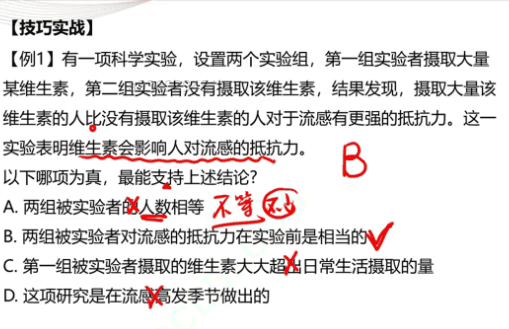 【技巧实战】
【例1】有一项科学实验，设置两个实验组，第一组实验者摄取大量
某维生素，第二组实验者没有摄取该维生素，结果发现，摄取大量该
维生素的人比没有摄取该维生素的人对于流感有更强的抵抗力。这一
实验表明维生素会影响人对流感的抵抗力。
B
以下哪项为真，最能支持上述结论？
A. 两组被实验者的人数相等 不等
B. 两组被实验者对流感的抵抗力在实验前是相当的
C. 第一组被实验者摄取的维生素大大超出日常生活摄取的量
D. 这项研究是在流感高发季节做出的